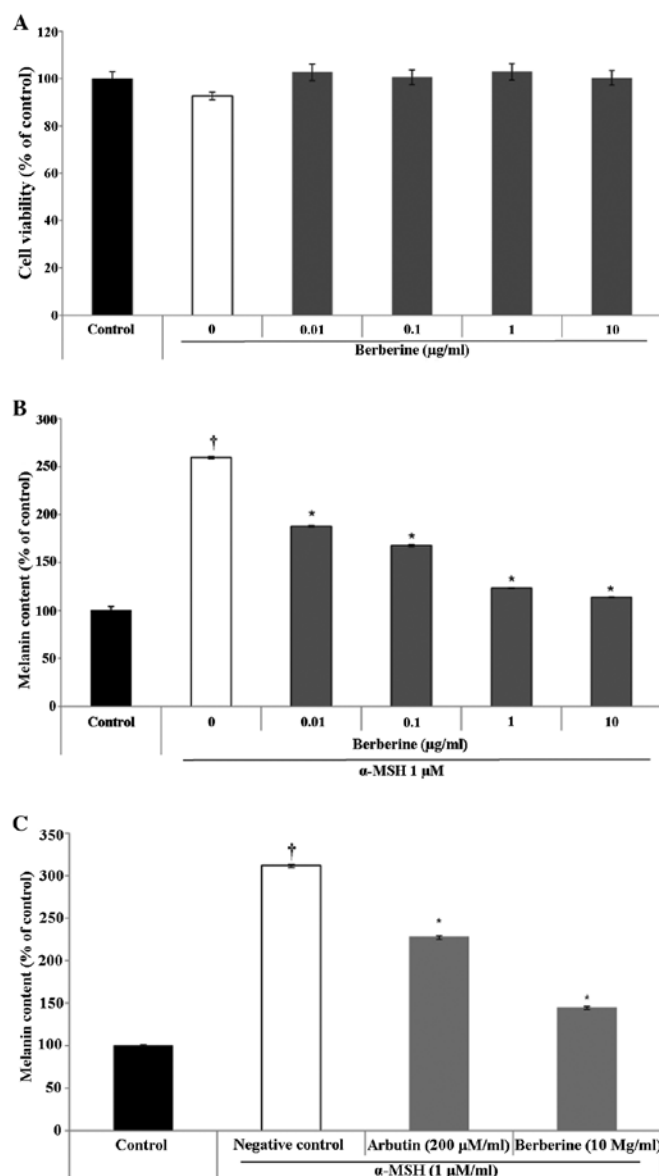 A
Cell viability (% of control)
120
100
80
60
40
20
0
Control
0
0.01
0.1
1
10
Berberine (µg/ml)
B
Melanin content (% of control)
300
250
200
150
100
50
0
†
*
*
*
*
Control
0
0.01
0.1
1
10
Berberine (µg/ml)
α-MSH 1 µM
C
Melanin content (% of control)
350
300
250
200
150
100
50
0
†
*
*
Control
Negative control
Arbutin (200 µM/ml)
Berberine (10 Mg/ml)
α-MSH (1 µM/ml)